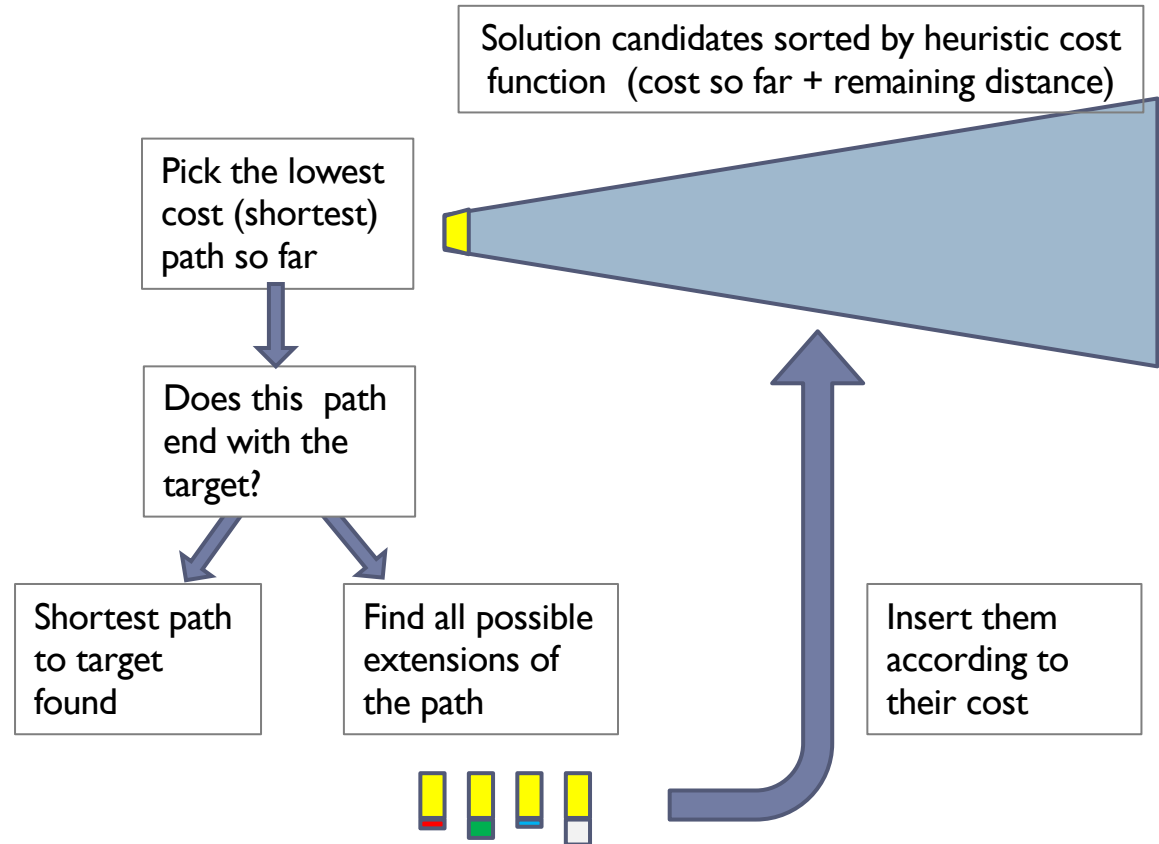 Solution candidates sorted by heuristic cost
function (cost so far + remaining distance)
Pick the lowest
cost (shortest)
path so far
Does this path
end with the
target?
Shortest path
to target
found
Find all possible
extensions of
the path
Insert them
according to
their cost